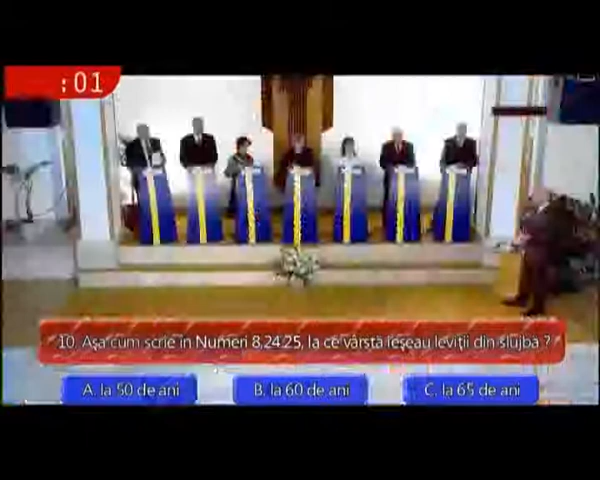 :01
10. Așa cum scrie în Numeri 8,24.25, la ce vârstă ieșeau leviții din slujbă ?
A. la 50 de ani
B. la 60 de ani
C. la 65 de ani